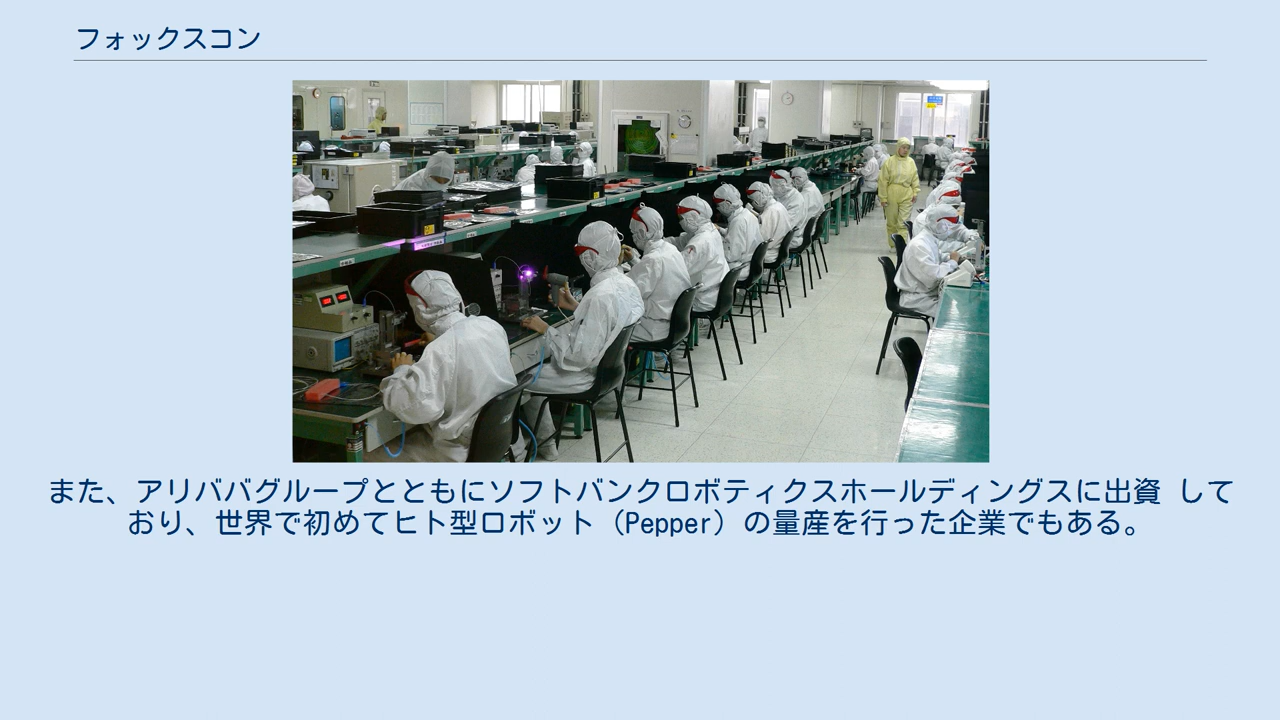 フォックスコン
また、アリババグループとともにソフトバンクロボティクスホールディングスに出資 して
おり、世界で初めてヒト型ロボット（Pepper）の量産を行った企業でもある。